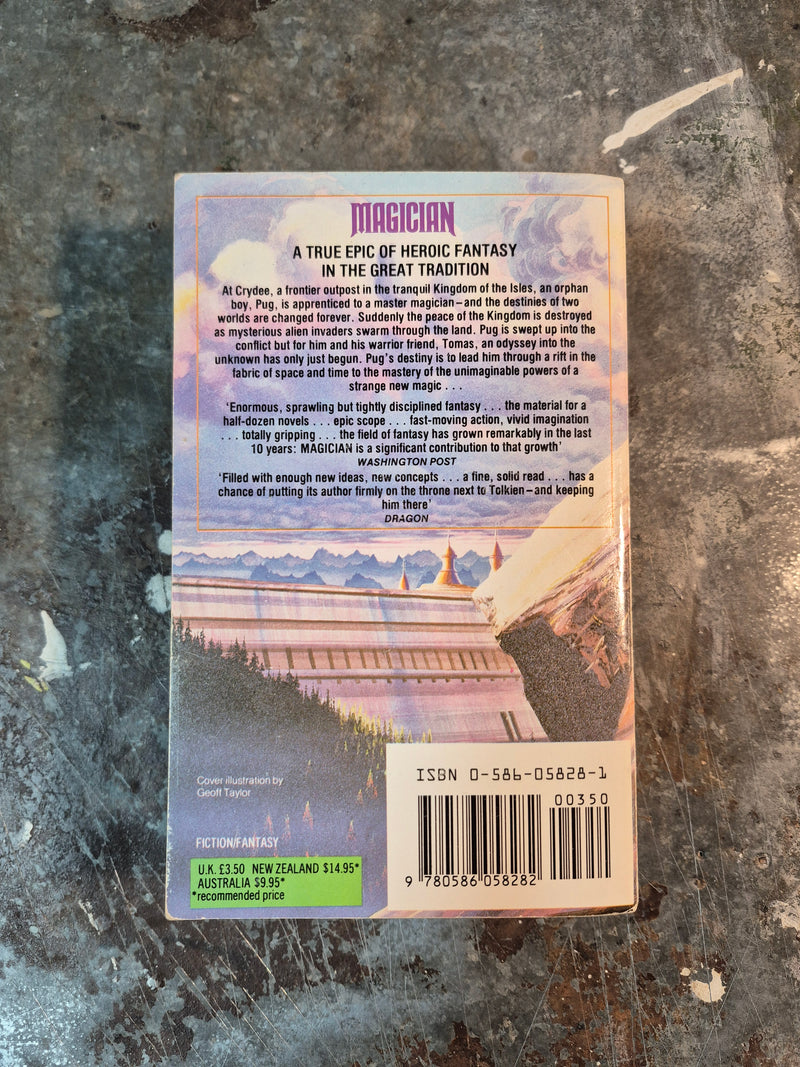 MAGICIAN
A TRUE EPIC OF HEROIC FANTASY
IN THE GREAT TRADITION
At Crydee, a frontier outpost in the tranquil Kingdom of the Isles, an orphan
boy, Pug, is apprenticed to a master magician–and the destinies of two
worlds are changed forever. Suddenly the peace of the Kingdom is destroyed
as mysterious alien invaders swarm through the land. Pug is swept up into the
conflict but for him and his warrior friend, Tomas, an odyssey into the
unknown has only just begun. Pug's destiny is to lead him through a rift in the
fabric of space and time to the mastery of the unimaginable powers of a
strange new magic . . .
'Enormous, sprawling but tightly disciplined fantasy . . . the material for a
half-dozen novels . . . epic scope . . . fast-moving action, vivid imagination
. . . totally gripping . . . the field of fantasy has grown remarkably in the last
10 years: MAGICIAN is a significant contribution to that growth'
WASHINGTON POST
'Filled with enough new ideas, new concepts . . . a fine, solid read . . . has a
chance of putting its author firmly on the throne next to Tolkien–and keeping
him there'
DRAGON
Cover illustration by
Geoff Taylor
FICTION/FANTASY
U.K. £3.50 NEW ZEALAND $14.95*
AUSTRALIA $9.95*
*recommended price
ISBN 0-586-05828-1
00350
9 780586 058282